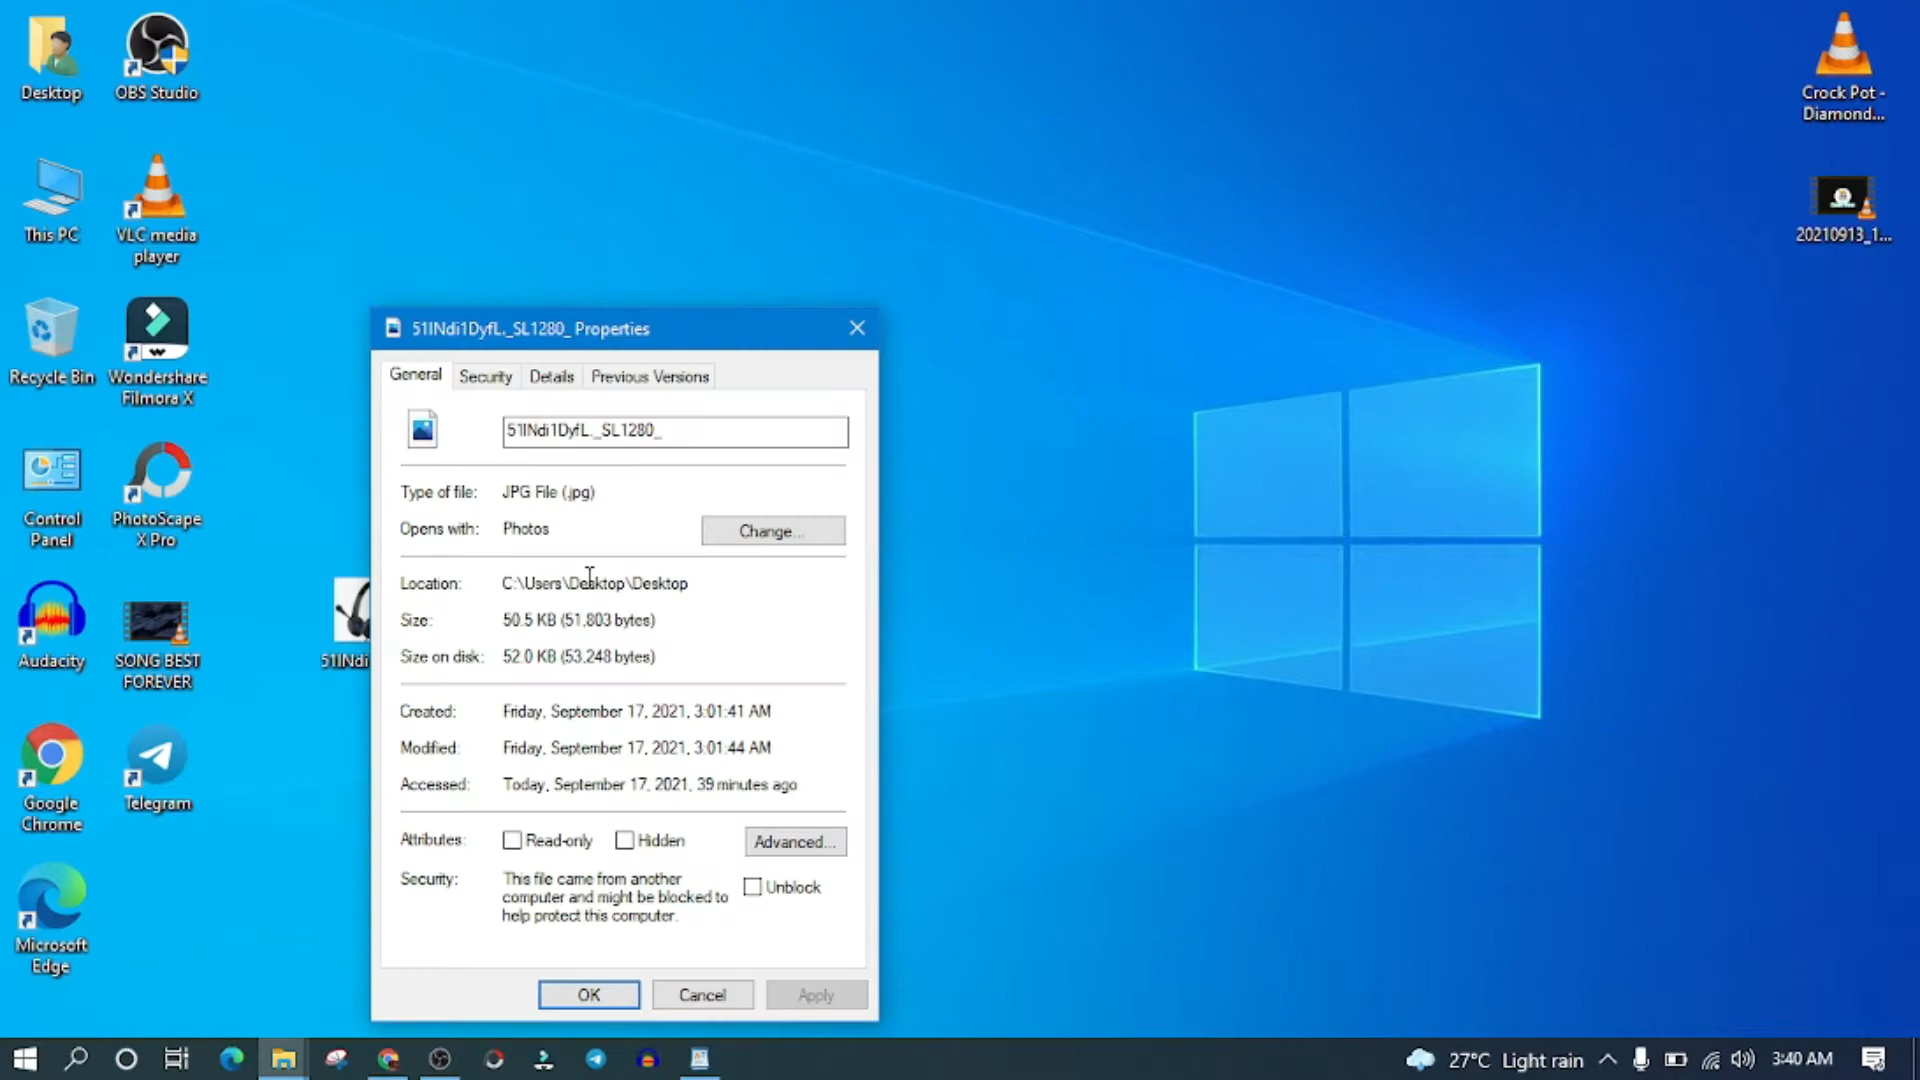 Desktop
OBS Studio
This PC
VLC media
player
Recycle Bin
Wondershare
Filmora X
Control
Panel
PhotoScape
X Pro
Audacity
SONG BEST
FOREVER
Google
Chrome
Telegram
Microsoft
Edge
51INdi
51INdi1DyfL._SL1280_ Properties
General
Security
Details
Previous Versions
51INdi1DyfL._SL1280_
Type of file: JPG File (.jpg)
Opens with: Photos
Change...
Location: C:\Users\Desktop\Desktop
Size: 50.5 KB (51,803 bytes)
Size on disk: 52.0 KB (53,248 bytes)
Created: Friday, September 17, 2021, 3:01:41 AM
Modified: Friday, September 17, 2021, 3:01:44 AM
Accessed: Today, September 17, 2021, 39 minutes ago
Attributes: Read-only Hidden Advanced...
Security: This file came from another
computer and might be blocked to
help protect this computer.
Unblock
OK Cancel Apply
Crock Pot -
Diamond...
20210913_1...
27°C Light rain 3:40 AM